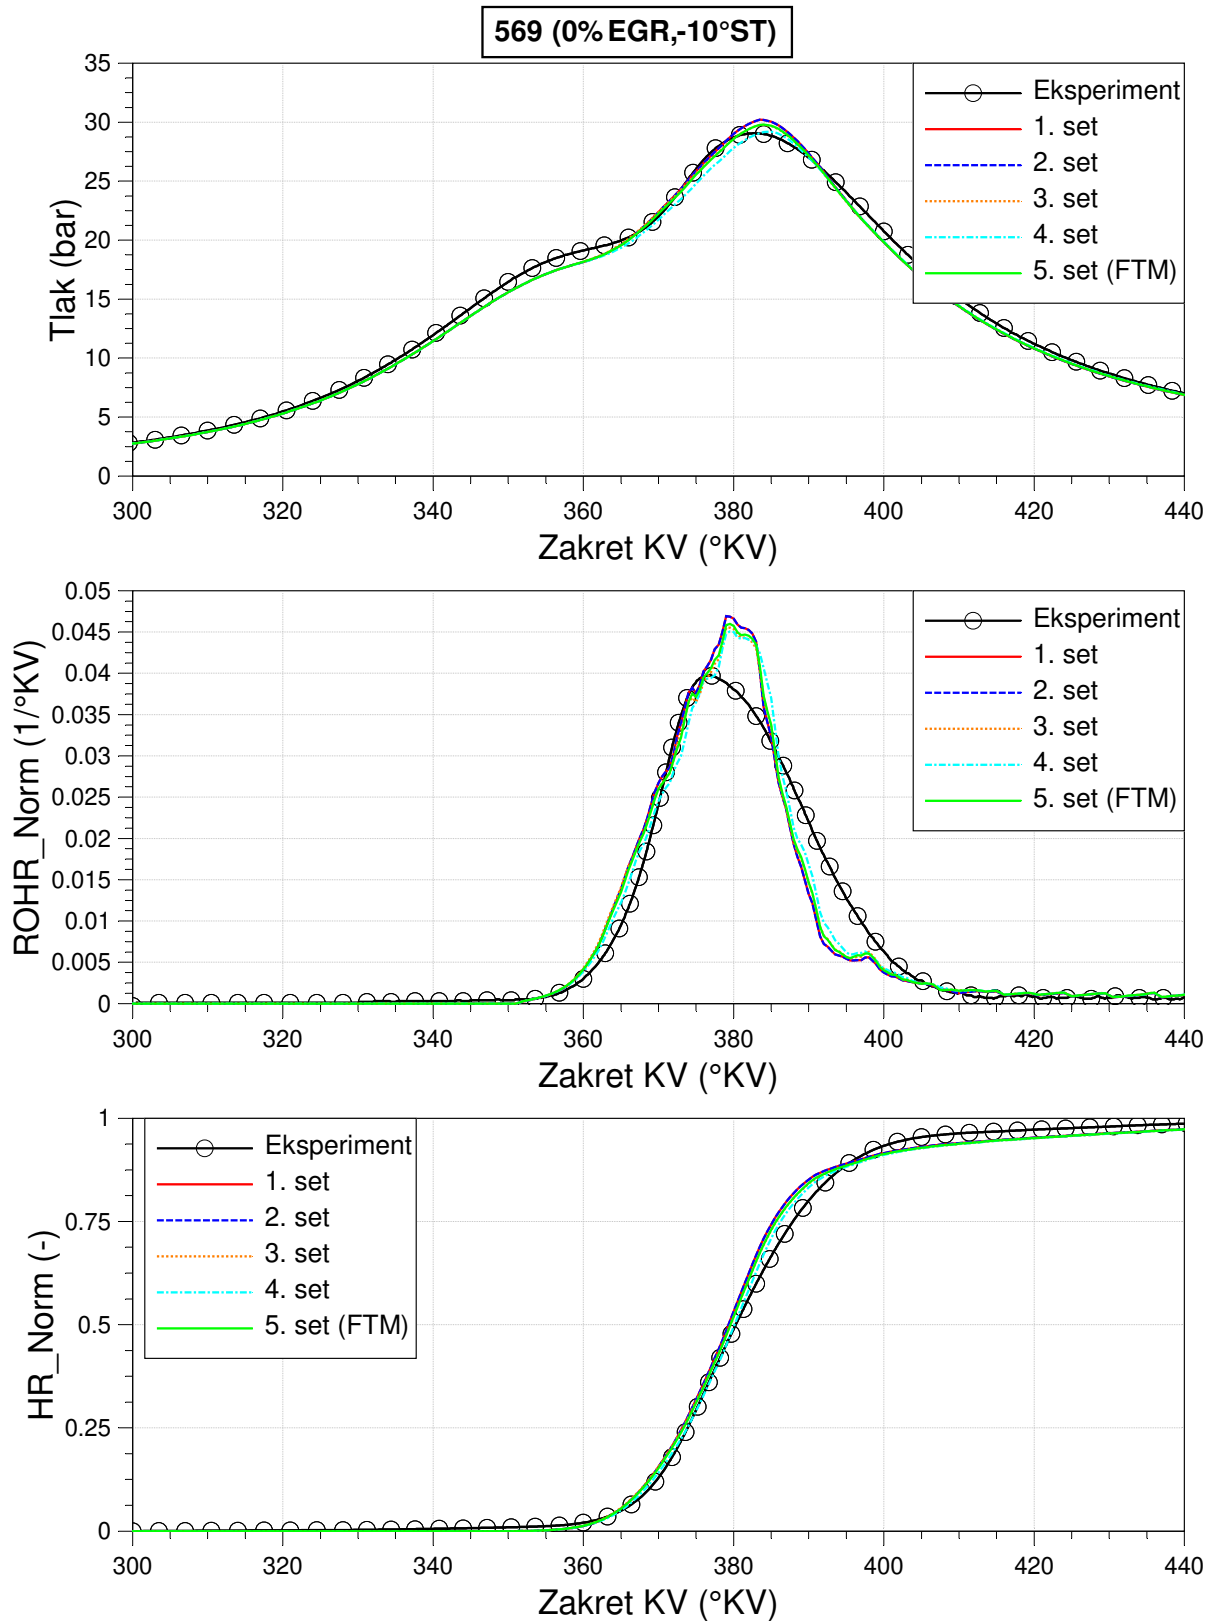 569 (0% EGR,-10°ST)
35
30
25
20
15
10
5
0
Tlak (bar)
Eksperiment
1. set
2. set
3. set
4. set
5. set (FTM)
300 320 340 360 380 400 420 440
Zakret KV (°KV)
0.05
0.045
0.04
0.035
0.03
0.025
0.02
0.015
0.01
0.005
0
ROHR_Norm (1/°KV)
Eksperiment
1. set
2. set
3. set
4. set
5. set (FTM)
300 320 340 360 380 400 420 440
Zakret KV (°KV)
1
0.75
0.5
0.25
0
HR_Norm (-)
Eksperiment
1. set
2. set
3. set
4. set
5. set (FTM)
300 320 340 360 380 400 420 440
Zakret KV (°KV)